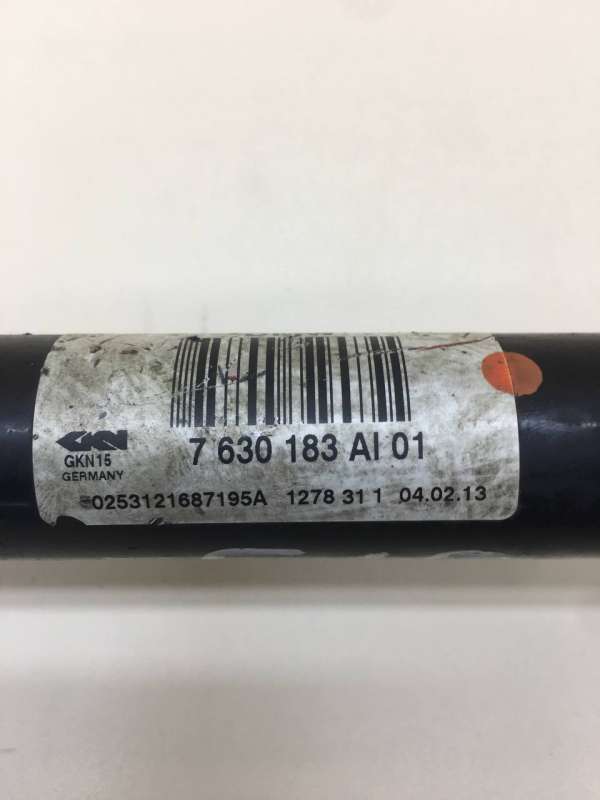 7 630 183 AI 01
GKN
GKN15
GERMANY
0253121687195A 1278 31 1 04.02.13